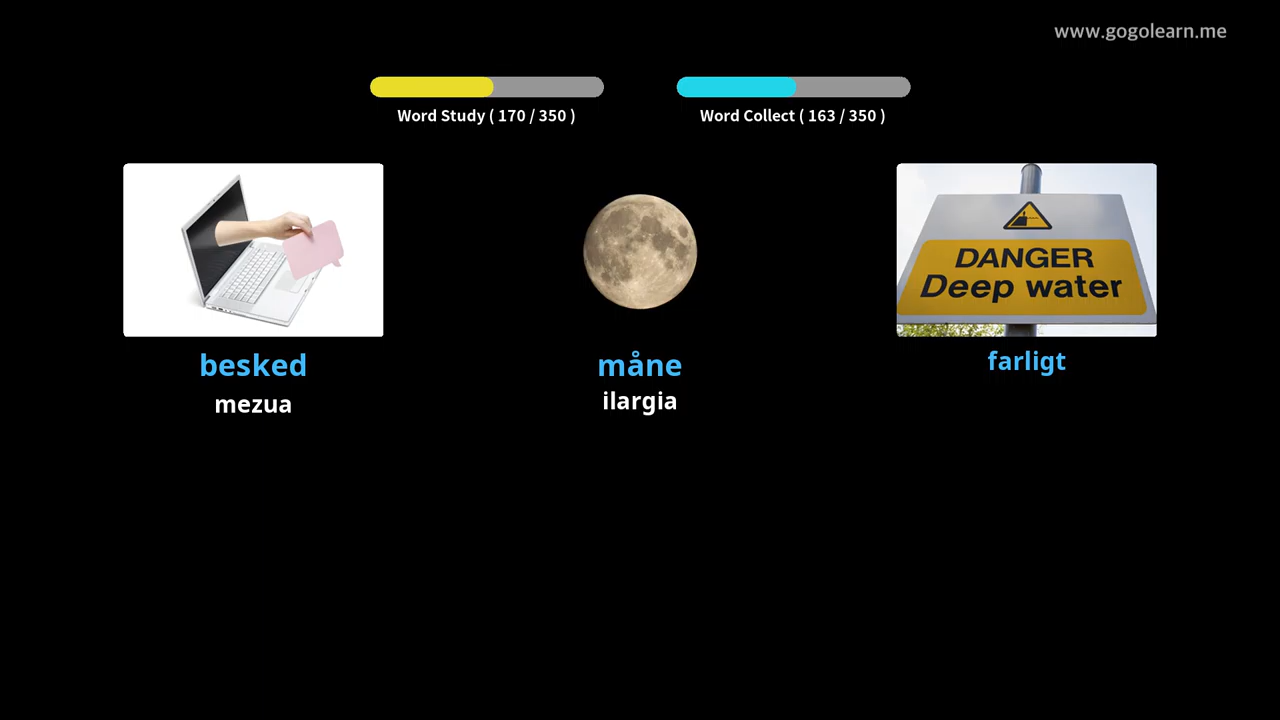 www.gogolearn.me
Word Study ( 170 / 350 )
Word Collect ( 163 / 350 )
DANGER
Deep water
besked
måne
farligt
mezua
ilargia